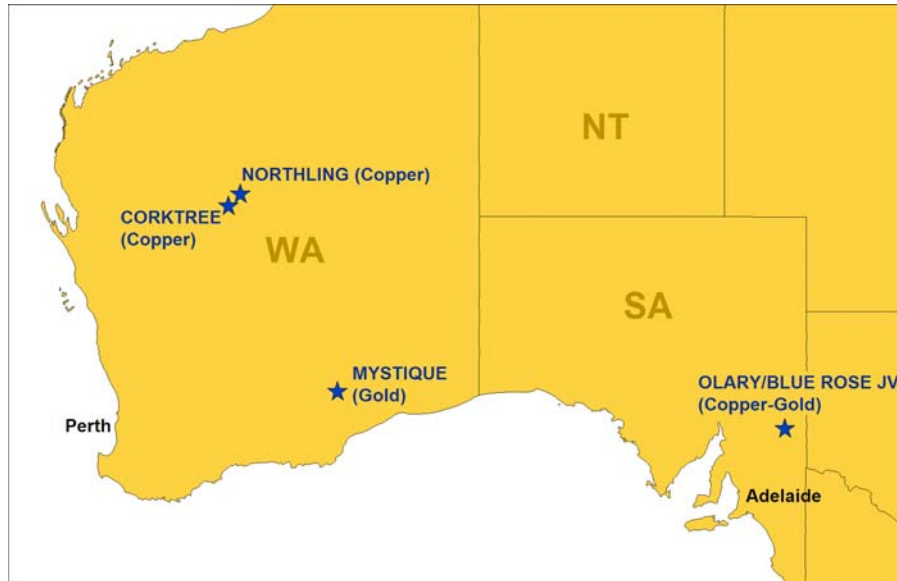 NT
NORTHLING (Copper)
CORKTREE
(Copper)
WA
SA
MYSTIQUE
(Gold)
OLARY/BLUE ROSE JV
(Copper-Gold)
Perth
Adelaide